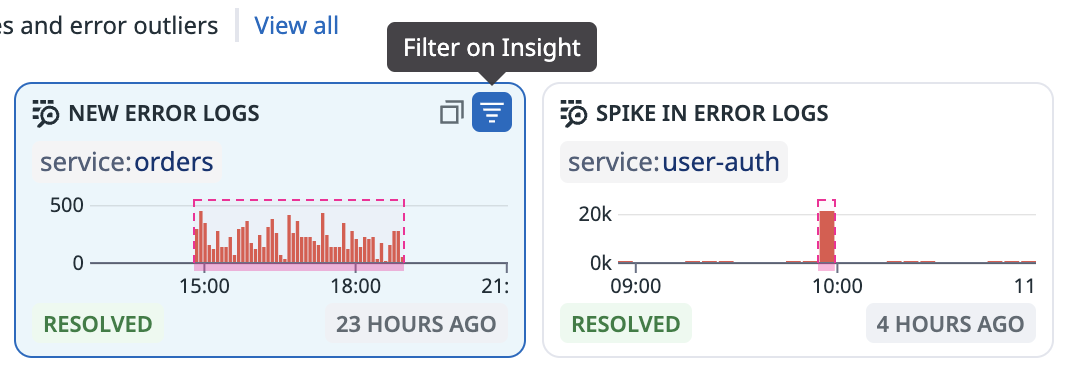 es and error outliers View all
Filter on Insight
NEW ERROR LOGS
service:orders
500
0
15:00 18:00 21:
RESOLVED 23 HOURS AGO
SPIKE IN ERROR LOGS
service:user-auth
20k
0k
09:00 10:00 11
RESOLVED 4 HOURS AGO